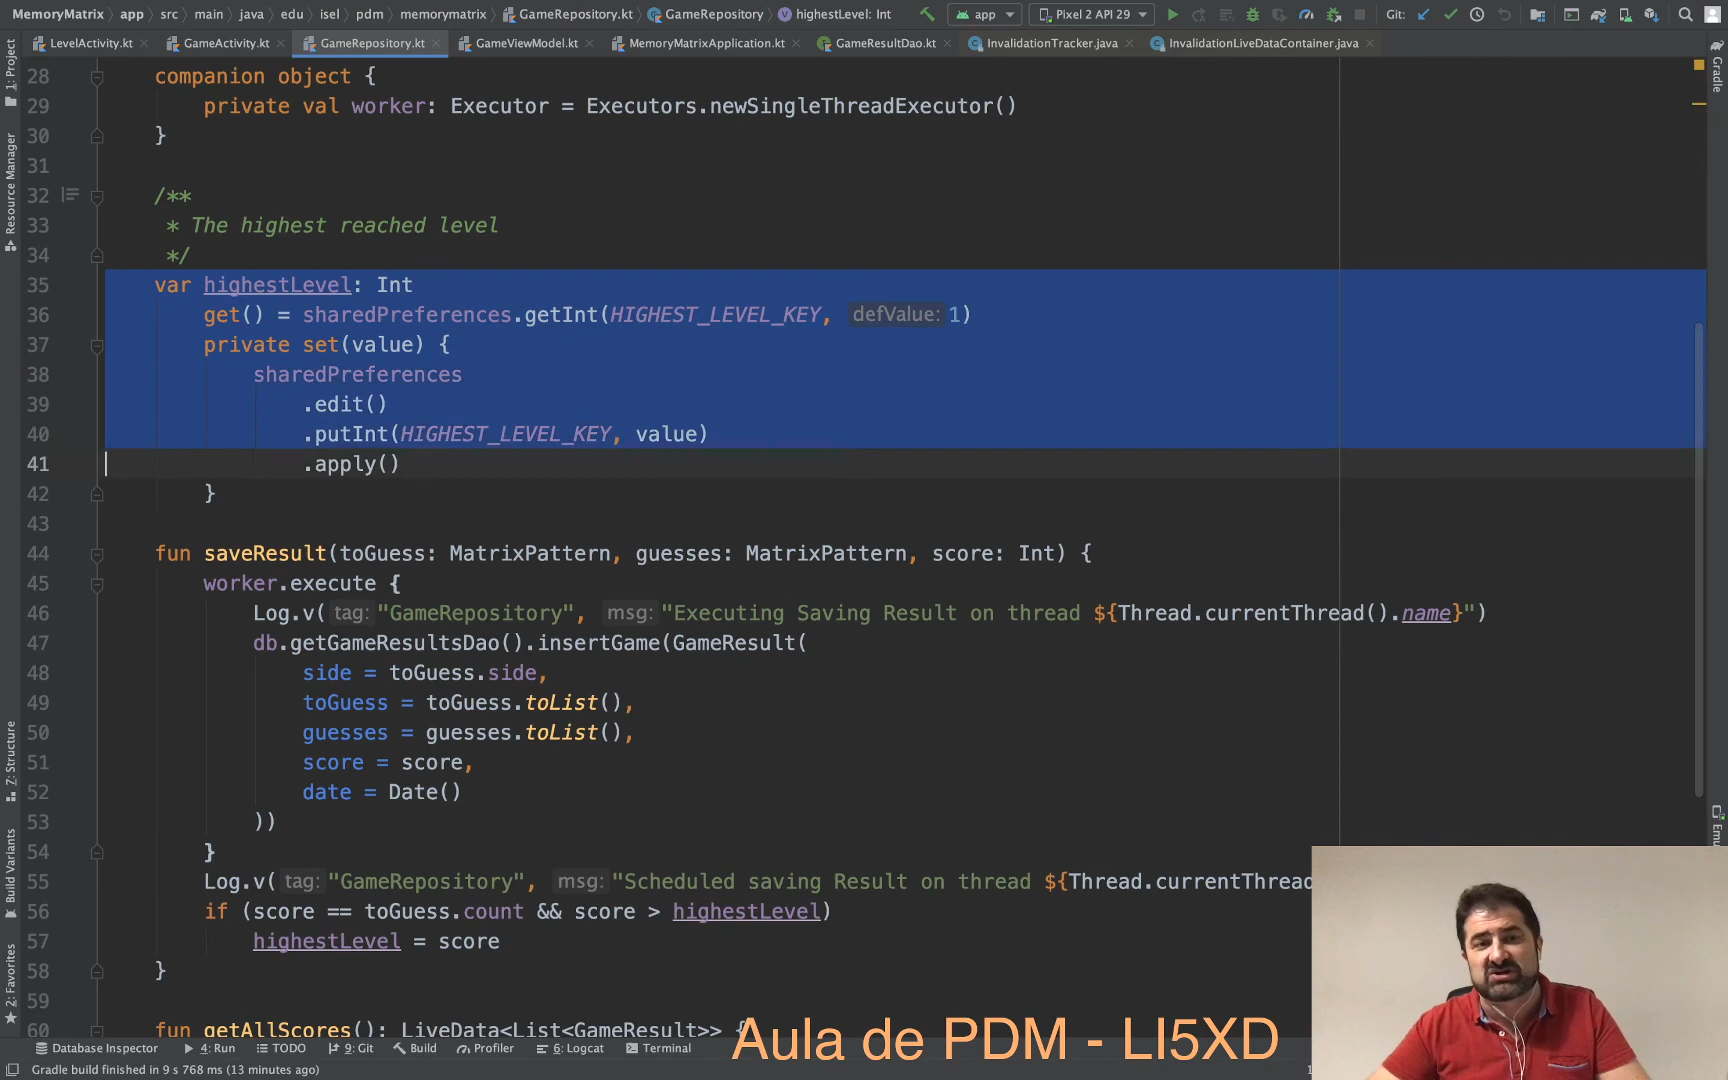 MemoryMatrix app src main java edu isel pdm memorymatrix GameRepository.kt GameRepository highestLevel: Int app Pixel 2 API 29 Git:
LevelActivity.kt GameActivity.kt GameRepository.kt GameViewModel.kt MemoryMatrixApplication.kt GameResultDao.kt InvalidationTracker.java InvalidationLiveDataContainer.java
1: Project
Resource Manager
Z: Structure
Build Variants
2: Favorites
Gradle
28 companion object {
29 private val worker: Executor = Executors.newSingleThreadExecutor()
30 }
31
32 /**
33 * The highest reached level
34 */
35 var highestLevel: Int
36 get() = sharedPreferences.getInt(HIGHEST_LEVEL_KEY, defValue: 1)
37 private set(value) {
38 sharedPreferences
39 .edit()
40 .putInt(HIGHEST_LEVEL_KEY, value)
41 .apply()
42 }
43
44 fun saveResult(toGuess: MatrixPattern, guesses: MatrixPattern, score: Int) {
45 worker.execute {
46 Log.v( tag: "GameRepository", msg: "Executing Saving Result on thread ${Thread.currentThread().name}")
47 db.getGameResultsDao().insertGame(GameResult(
48 side = toGuess.side,
49 toGuess = toGuess.toList(),
50 guesses = guesses.toList(),
51 score = score,
52 date = Date()
53 ))
54 }
55 Log.v( tag: "GameRepository", msg: "Scheduled saving Result on thread ${Thread.currentThread
56 if (score == toGuess.count && score > highestLevel)
57 highestLevel = score
58 }
59
60 fun getAllScores(): LiveData<List<GameResult>> {
Aula de PDM - LI5XD
Database Inspector 4: Run TODO 9: Git Build Profiler 6: Logcat Terminal
Gradle build finished in 9 s 768 ms (13 minutes ago)